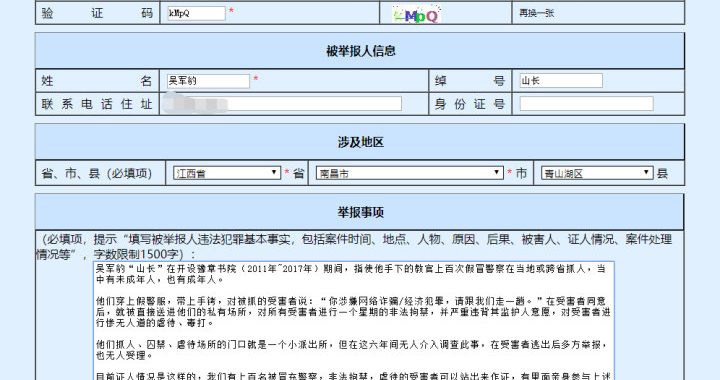 验 证 码 kMpQ * kMpQ 再换一张
被举报人信息
姓 名 吴军豹 * 绰 号 山长
联系电话住址 身份证号
涉及地区
省、市、县（必填项） 江西省 * 省 南昌市 * 市 青山湖区 县
举报事项
（必填项，提示“填写被举报人违法犯罪基本事实，包括案件时间、地点、人物、原因、后果、被害人、证人情况、案件处理
情况等”，字数限制1500字）：
吴军豹“山长”在开设豫章书院（2011年~2017年）期间，指使他手下的教官上百次假冒警察在当地或跨省抓人，当
中有未成年人，也有成年人。
他们穿上假警服，带上手铐，对被抓的受害者说：“你涉嫌网络诈骗/经济犯罪，请跟我们走一趟。”在受害者同意
后，就被直接送进他们的私有场所，对所有受害者进行一个星期的非法拘禁，并严重违背其监护人意愿，对受害者进
行惨无人道的虐待、毒打。
他们抓人、囚禁、虐待场所的门口就是一个小派出所，但在这六年间无人介入调查此事，在受害者逃出后多方举报，
也无人受理。
目前证人情况是这样的，我们有上百名被冒充警察，非法拘禁，虐待的受害者可以站出来作证，有里面亲身参与上述